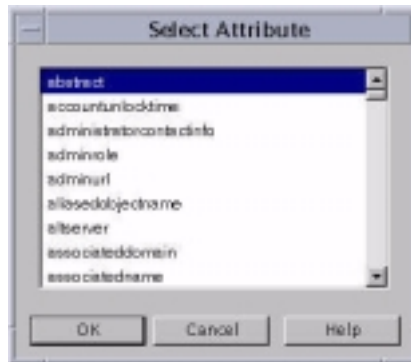 Select Attribute
abstract
accountunlocktime
administratorcontactinfo
adminrole
adminurl
aliasedobjectname
altserver
associateddomain
associatedname
OK
Cancel
Help